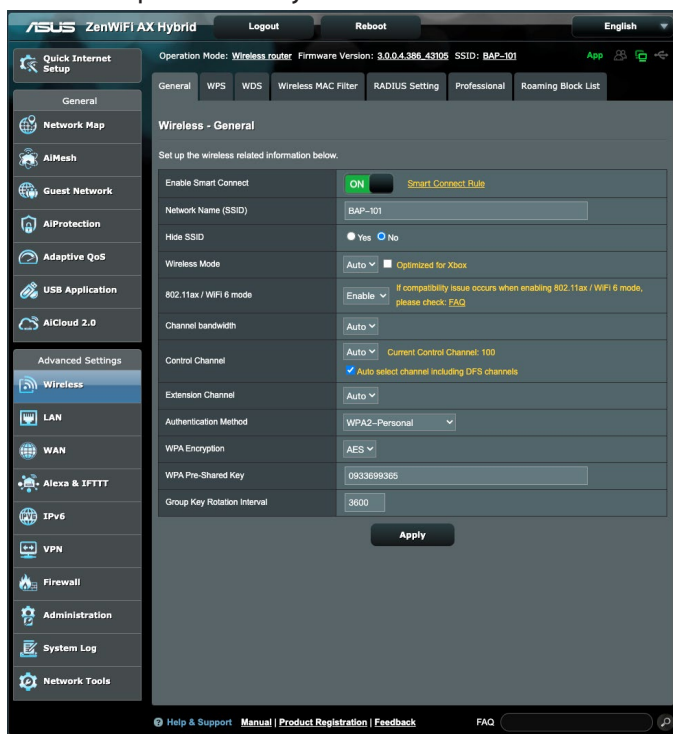 ASUS ZenWiFi AX Hybrid Logout Reboot English
Quick Internet Setup
Operation Mode: Wireless router Firmware Version: 3.0.0.4.386_43105 SSID: BAP-101 App
General WPS WDS Wireless MAC Filter RADIUS Setting Professional Roaming Block List
General
Network Map
AiMesh
Guest Network
AiProtection
Adaptive QoS
USB Application
AiCloud 2.0
Advanced Settings
Wireless
LAN
WAN
Alexa & IFTTT
IPv6
VPN
Firewall
Administration
System Log
Network Tools
Wireless - General
Set up the wireless related information below.
Enable Smart Connect ON Smart Connect Rule
Network Name (SSID) BAP-101
Hide SSID Yes No
Wireless Mode Auto Optimized for Xbox
802.11ax / WiFi 6 mode Enable If compatibility issue occurs when enabling 802.11ax / WiFi 6 mode,
please check: FAQ
Channel bandwidth Auto
Control Channel Auto Current Control Channel: 100
Auto select channel including DFS channels
Extension Channel Auto
Authentication Method WPA2-Personal
WPA Encryption AES
WPA Pre-Shared Key 0933699365
Group Key Rotation Interval 3600
Apply
Help & Support Manual | Product Registration | Feedback FAQ